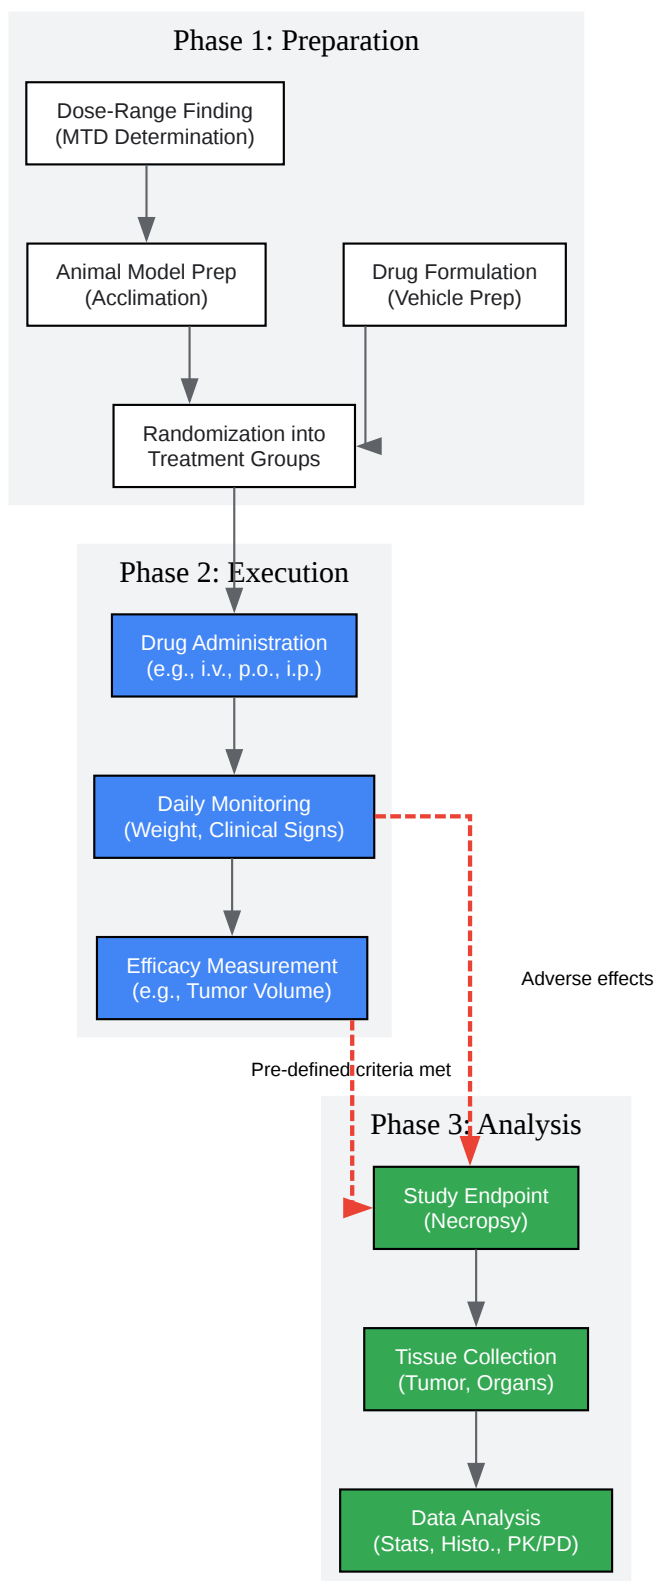 Phase 1: Preparation
Dose-Range Finding
(MTD Determination)
Animal Model Prep
(Acclimation)
Drug Formulation
(Vehicle Prep)
Randomization into
Treatment Groups
Phase 2: Execution
Drug Administration
(e.g., i.v., p.o., i.p.)
Daily Monitoring
(Weight, Clinical Signs)
Efficacy Measurement
(e.g., Tumor Volume)
Adverse effects
Pre-defined criteria met
Phase 3: Analysis
Study Endpoint
(Necropsy)
Tissue Collection
(Tumor, Organs)
Data Analysis
(Stats, Histo., PK/PD)